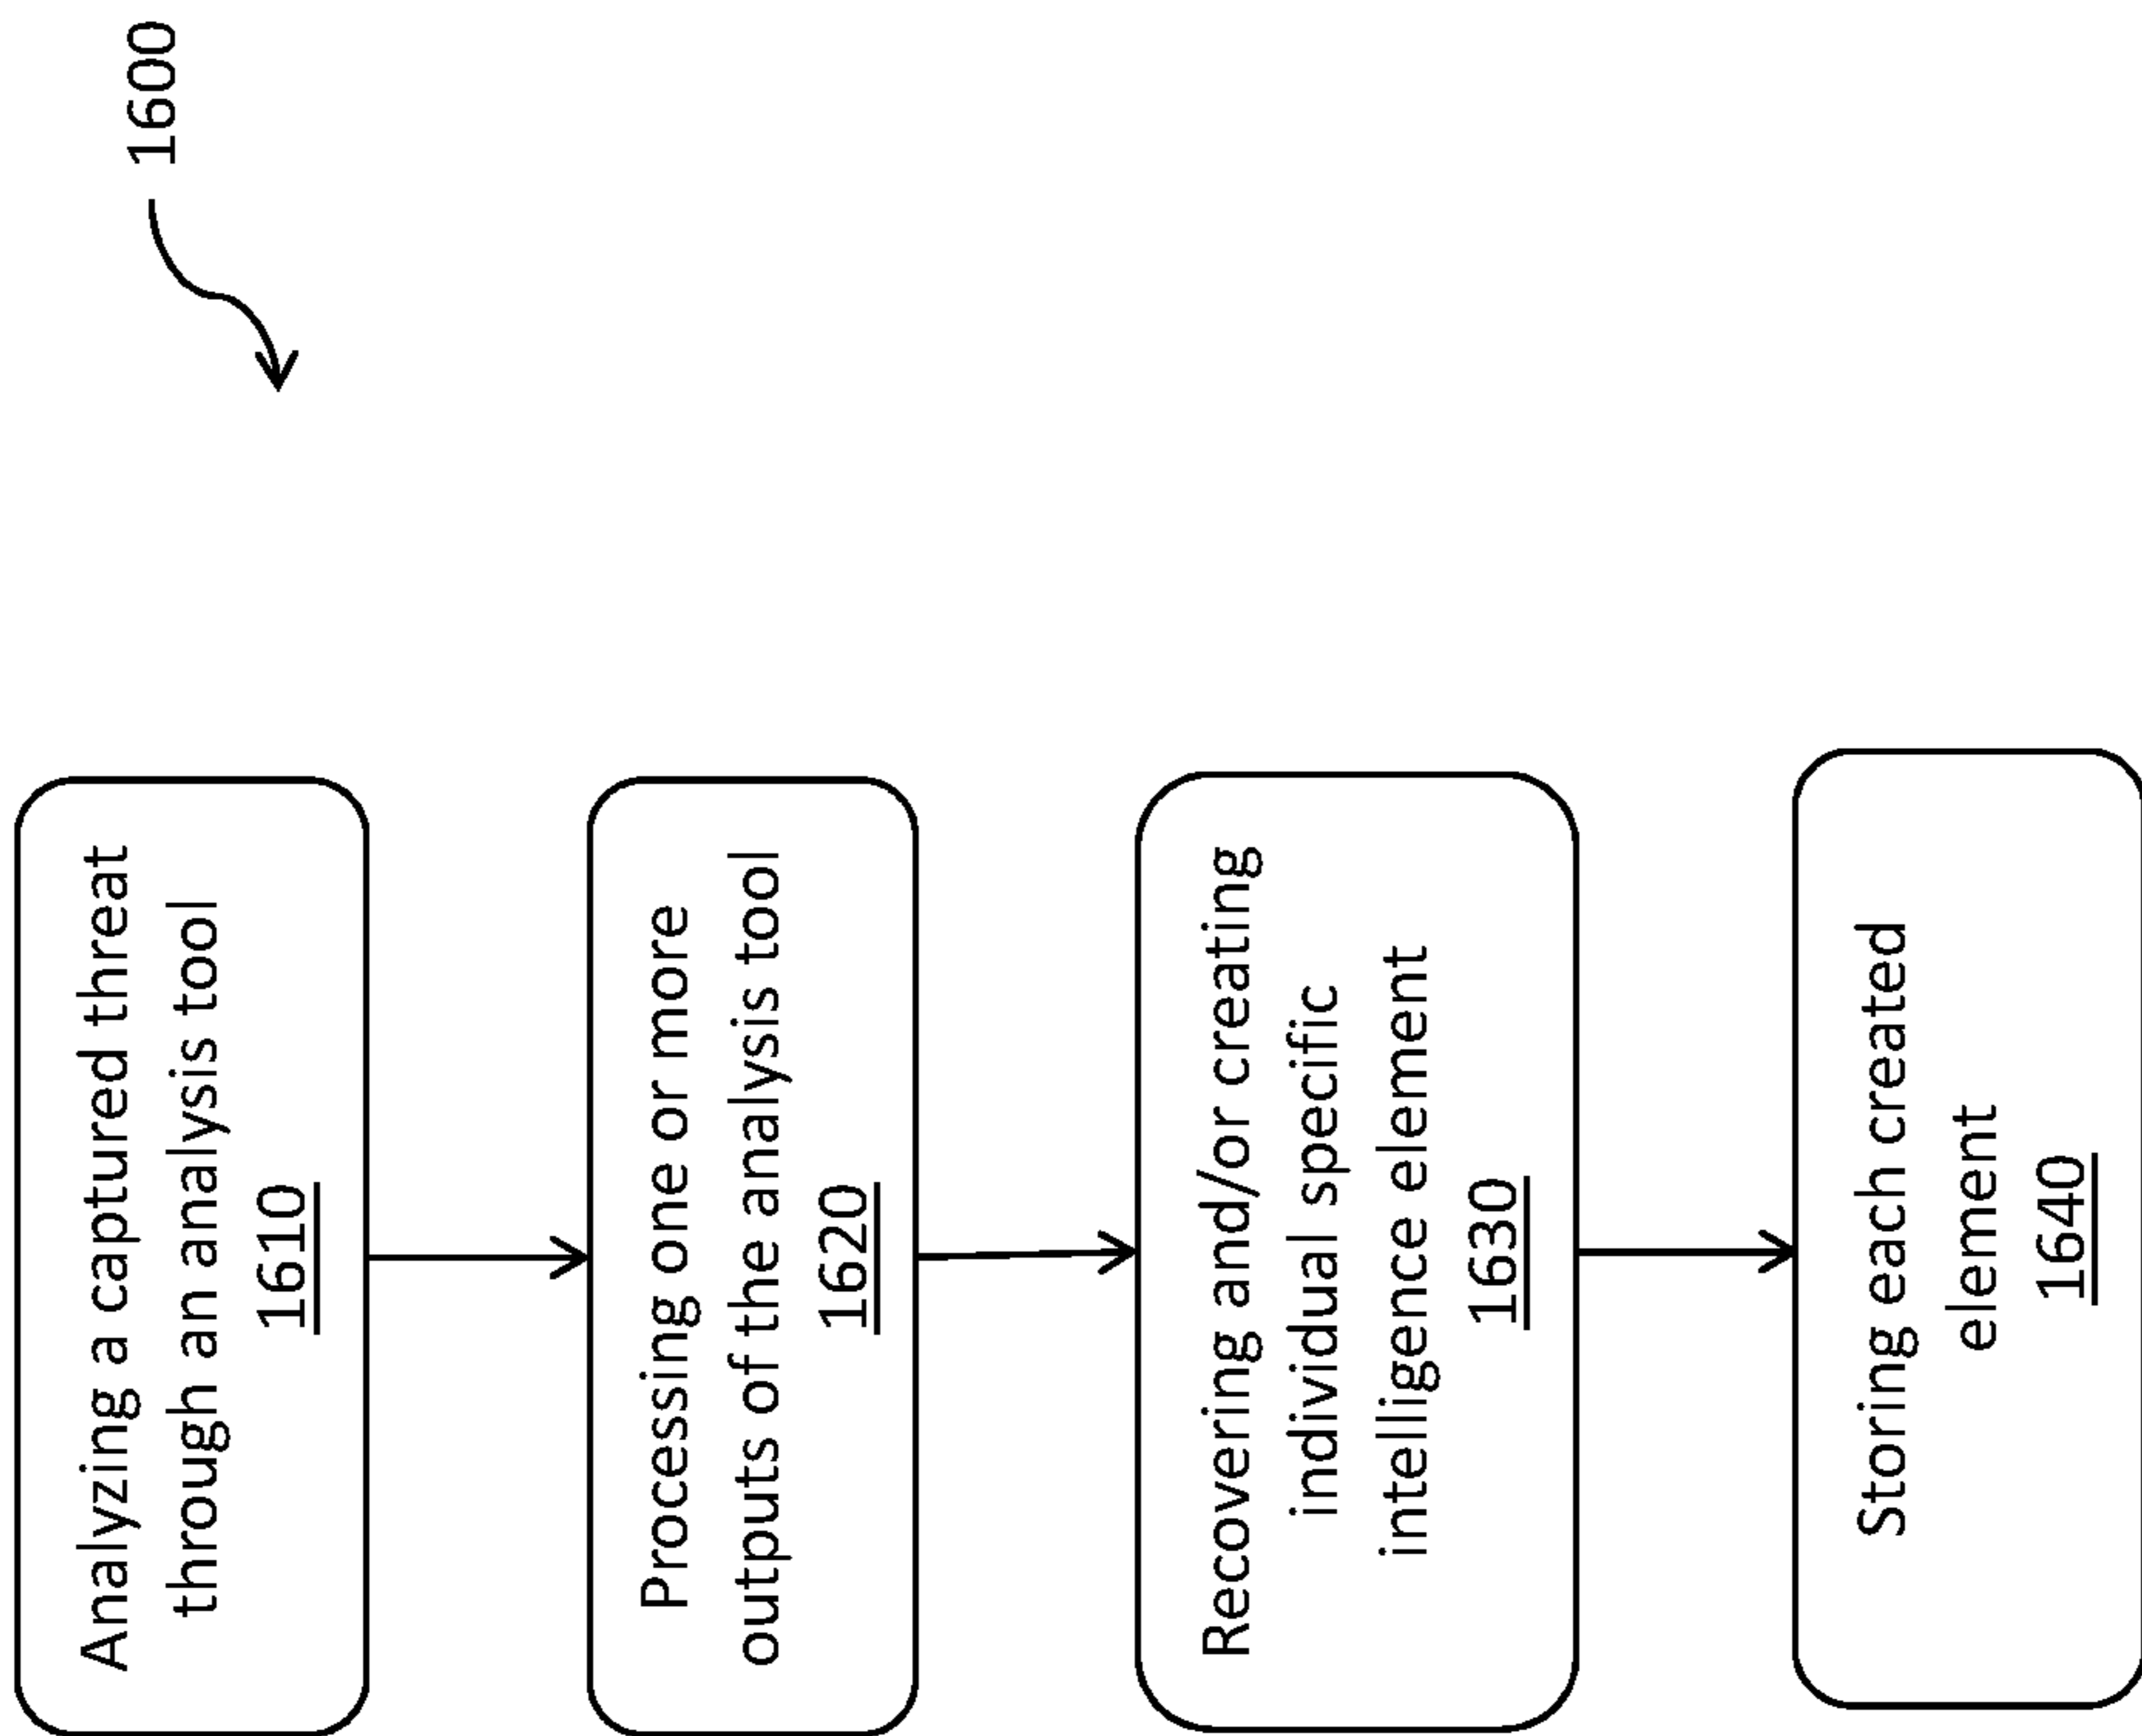 1600
Analyzing a captured threat
through an analysis tool
1610
Processing one or more
outputs of the analysis tool
1620
Recovering and/or creating
individual specific
intelligence element
1630
Storing each created
element
1640